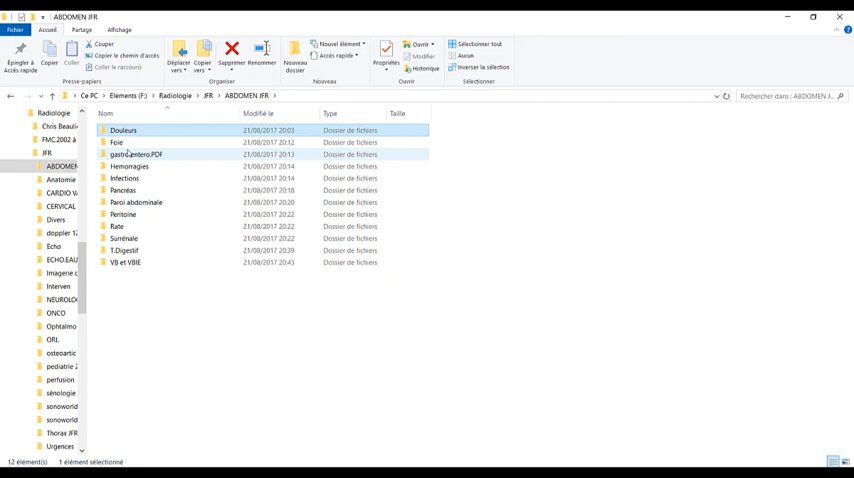 ABDOMEN JFR
Fichier Accueil Partage Affichage
Épingler à Accès rapide
Copier
Coller
Couper
Copier le chemin d'accès
Coller le raccourci
Presse-papiers
Déplacer vers
Copier vers
Supprimer
Renommer
Organiser
Nouveau dossier
Nouvel élément
Accès rapide
Nouveau
Propriétés
Ouvrir
Modifier
Historique
Ouvrir
Sélectionner tout
Aucun
Inverser la sélection
Sélectionner
Ce PC > Elements (F:) > Radiologie > JFR > ABDOMEN JFR >
Rechercher dans : ABDOMEN J...
Nom Modifié le Type Taille
Douleurs 21/08/2017 20:03 Dossier de fichiers
Foie 21/08/2017 20:12 Dossier de fichiers
gastroentero.PDF 21/08/2017 20:13 Dossier de fichiers
Hemorragies 21/08/2017 20:14 Dossier de fichiers
Infections 21/08/2017 20:14 Dossier de fichiers
Pancréas 21/08/2017 20:18 Dossier de fichiers
Paroi abdominale 21/08/2017 20:20 Dossier de fichiers
Peritoine 21/08/2017 20:22 Dossier de fichiers
Rate 21/08/2017 20:22 Dossier de fichiers
Surrénale 21/08/2017 20:22 Dossier de fichiers
T.Digestif 21/08/2017 20:39 Dossier de fichiers
VB et VBIE 21/08/2017 20:43 Dossier de fichiers
Radiologie
Chris Beauli
FMC.2002 à
JFR
ABDOMEN
Anatomie
CARDIO VA
CERVICAL
Divers
doppler 12
Echo
ECHO.EAU
Imagerie c
Interven
NEUROLO
ONCO
Ophtalmo
ORL
osteoartic
pediatrie 2
perfusion
sénologie
sonoworld
sonoworld
Thorax JFR
Urgences
12 élément(s) 1 élément sélectionné